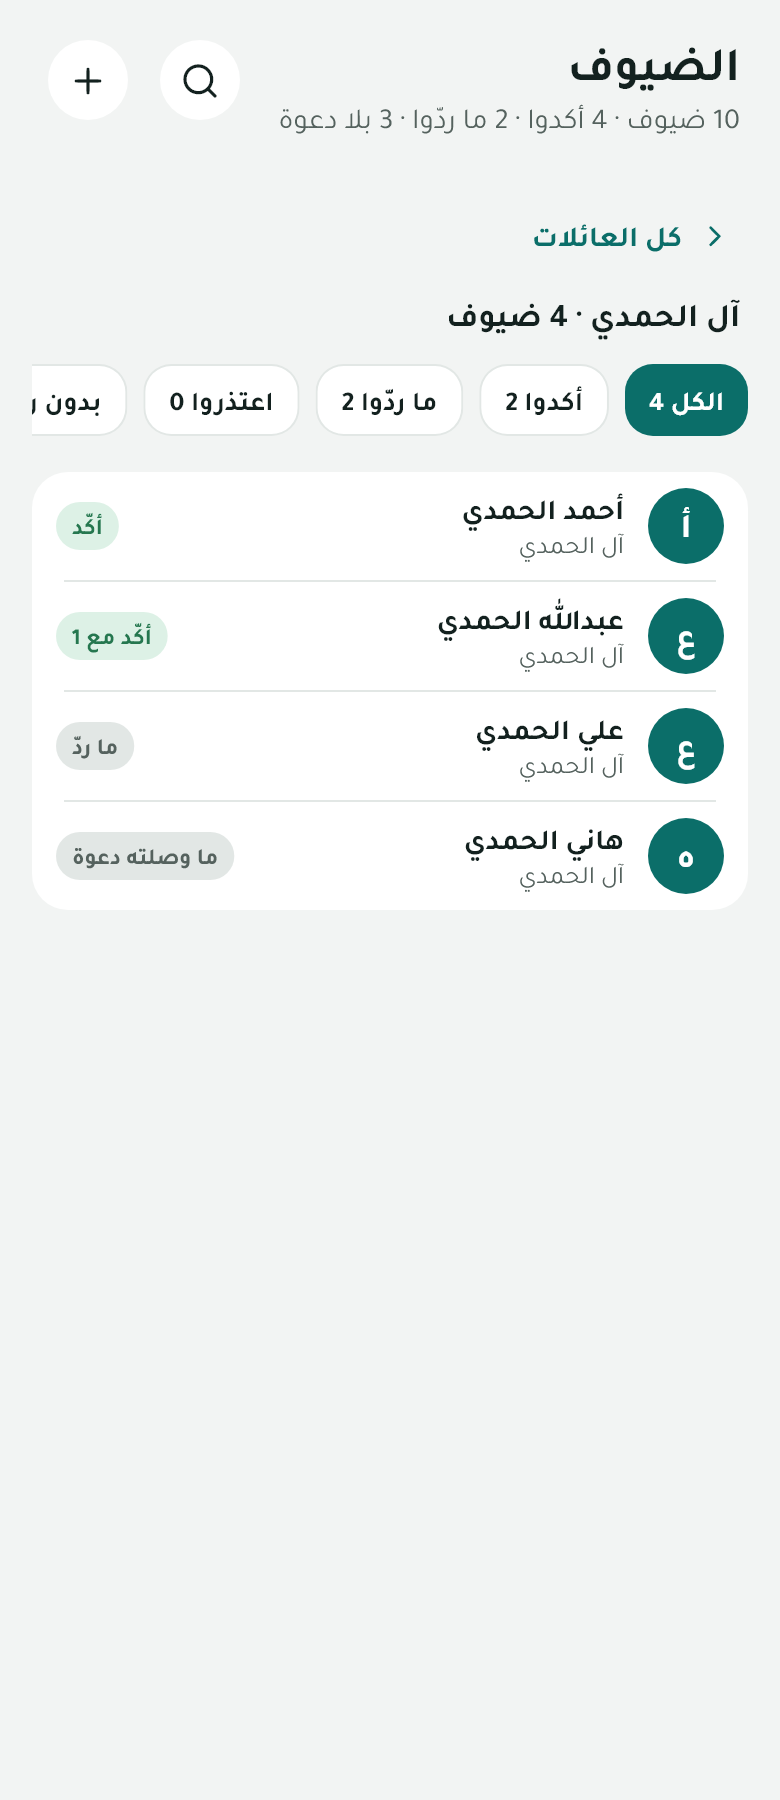 الضيوف
10 ضيوف · 4 أكدوا · 2 ما ردّوا · 3 بلا دعوة
كل العائلات
آل الحمدي · 4 ضيوف
الكل 4
أكدوا 2
ما ردّوا 2
اعتذروا 0
بدون
أ
أحمد الحمدي
آل الحمدي
أكّد
ع
عبدالله الحمدي
آل الحمدي
أكّد مع 1
ع
علي الحمدي
آل الحمدي
ما ردّ
ه
هاني الحمدي
آل الحمدي
ما وصلته دعوة